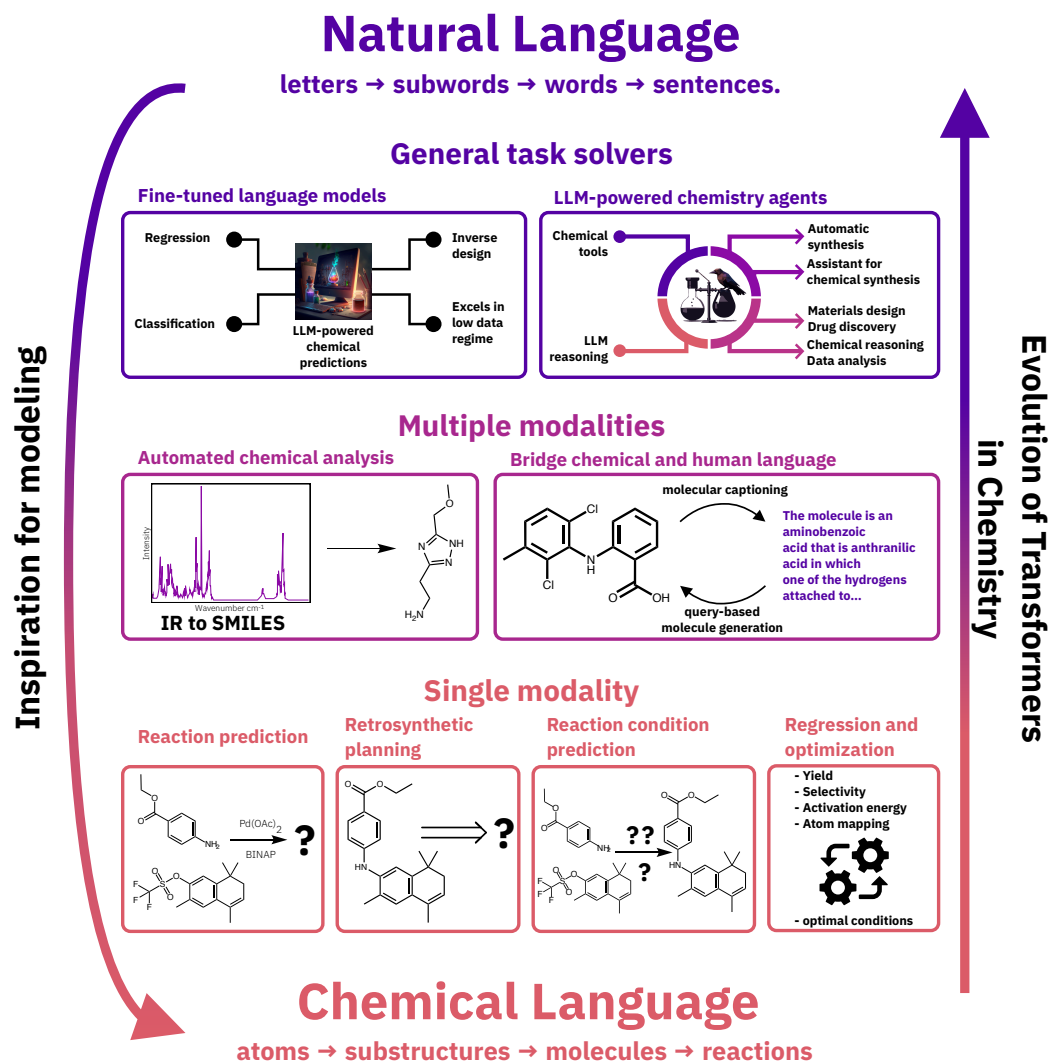 Natural Language
letters → subwords → words → sentences.
Inspiration for modeling
Evolution of Transformers
in Chemistry
General task solvers
Fine-tuned language models
Regression
Classification
LLM-powered
chemical
predictions
Inverse
design
Excels in
low data
regime
LLM-powered chemistry agents
Chemical
tools
LLM
reasoning
Automatic
synthesis
Assistant for
chemical synthesis
Materials design
Drug discovery
Chemical reasoning
Data analysis
Multiple modalities
Automated chemical analysis
Intensity
Wavenumber cm⁻¹
IR to SMILES
O
N
NH
N
H₂N
Bridge chemical and human language
Cl
N
H
Cl
O
OH
molecular captioning
The molecule is an
aminobenzoic
acid that is anthranilic
acid in which
one of the hydrogens
attached to...
query-based
molecule generation
Single modality
Reaction prediction
O
O
NH₂
F
F
F
S
O
O
O
Pd(OAc)₂
BINAP
?
Retrosynthetic
planning
O
O
HN
?
Reaction condition
prediction
O
O
NH₂
F
F
F
S
O
O
O
??
?
O
O
HN
Regression and
optimization
- Yield
- Selectivity
- Activation energy
- Atom mapping
- optimal conditions
Chemical Language
atoms → substructures → molecules → reactions